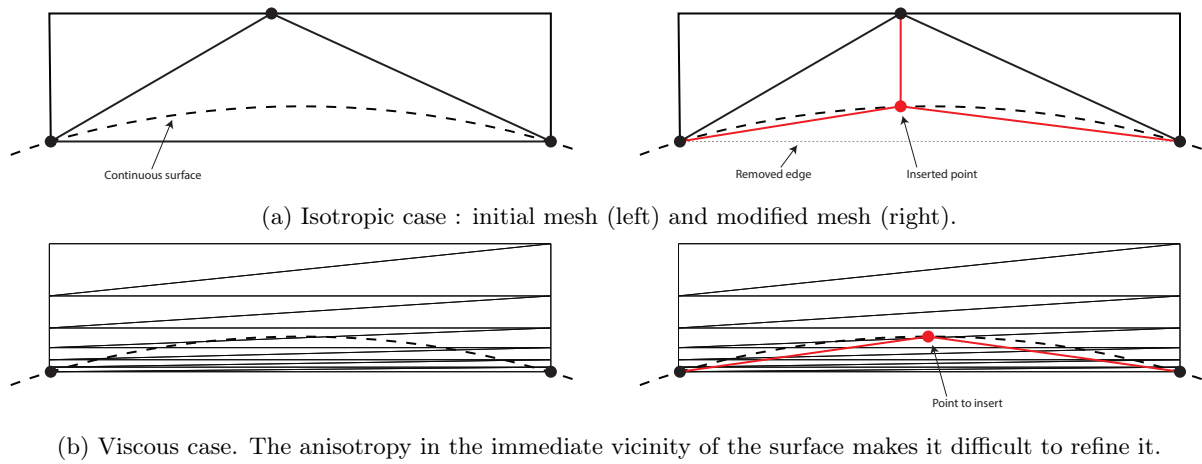 Continuous surface
Removed edge
Inserted point
(a) Isotropic case : initial mesh (left) and modified mesh (right).
Point to insert
(b) Viscous case. The anisotropy in the immediate vicinity of the surface makes it difficult to refine it.